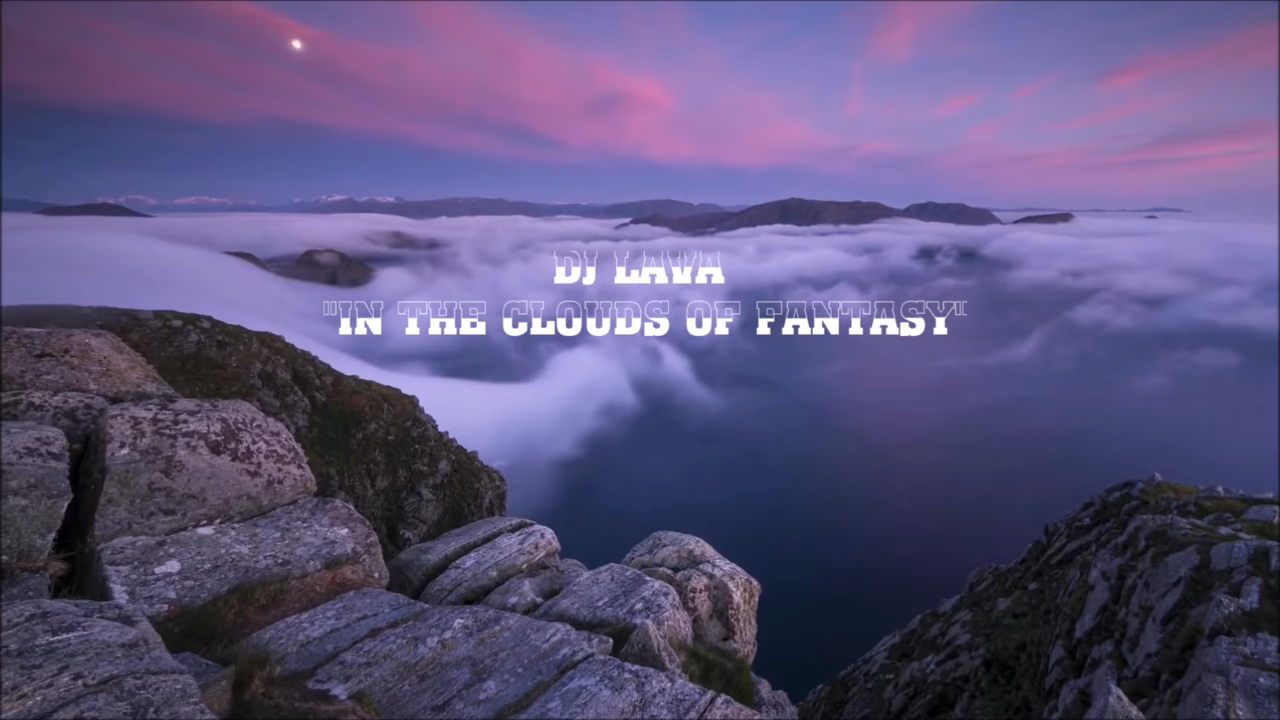 DJ LAVA
"IN THE CLOUDS OF FANTASY"